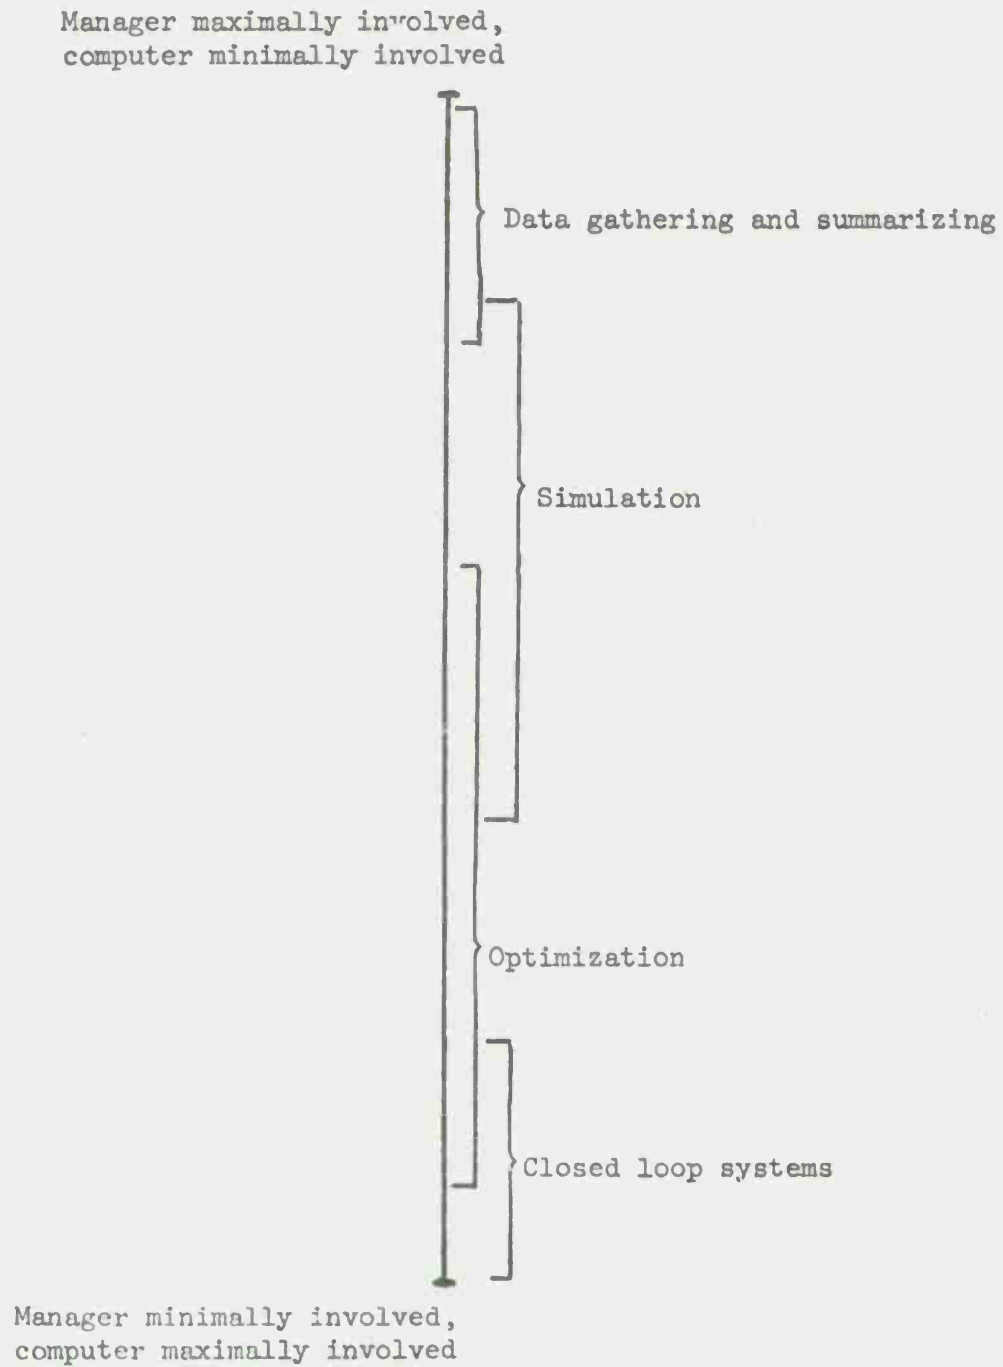 Manager maximally involved,
computer minimally involved
Data gathering and summarizing
Simulation
Optimization
Closed loop systems
Manager minimally involved,
computer maximally involved